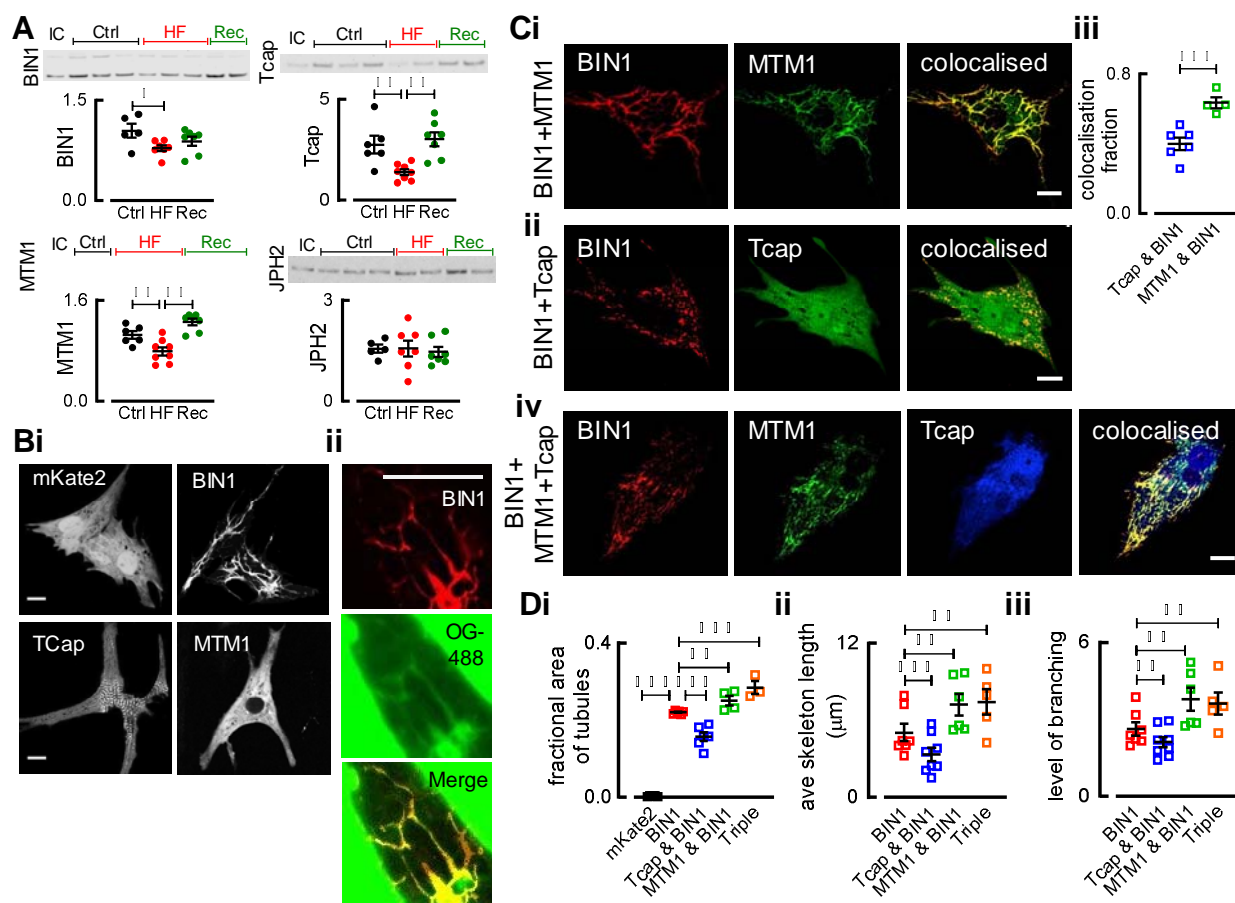 A
IC Ctrl HF Rec
BIN1
1.5
BIN1
0.0
Ctrl HF Rec
IC Ctrl HF Rec
Tcap
5
Tcap
0
Ctrl HF Rec
IC Ctrl HF Rec
MTM1
1.6
MTM1
0.0
Ctrl HF Rec
IC Ctrl HF Rec
JPH2
3
JPH2
0
Ctrl HF Rec
Bi
mKate2
BIN1
TCap
MTM1
ii
BIN1
OG-
488
Merge
Ci
BIN1+MTM1
BIN1
MTM1
colocalised
ii
BIN1+Tcap
BIN1
Tcap
colocalised
iii
0.8
colocalisation
fraction
0.0
Tcap & BIN1
MTM1 & BIN1
iv
BIN1+
MTM1+Tcap
BIN1
MTM1
Tcap
colocalised
Di
0.4
fractional area
of tubules
0.0
mKate2
BIN1
Tcap & BIN1
MTM1 & BIN1
Triple
ii
12
ave skeleton length
(μm)
0
BIN1
Tcap & BIN1
MTM1 & BIN1
Triple
iii
6
level of branching
0
BIN1
Tcap & BIN1
MTM1 & BIN1
Triple